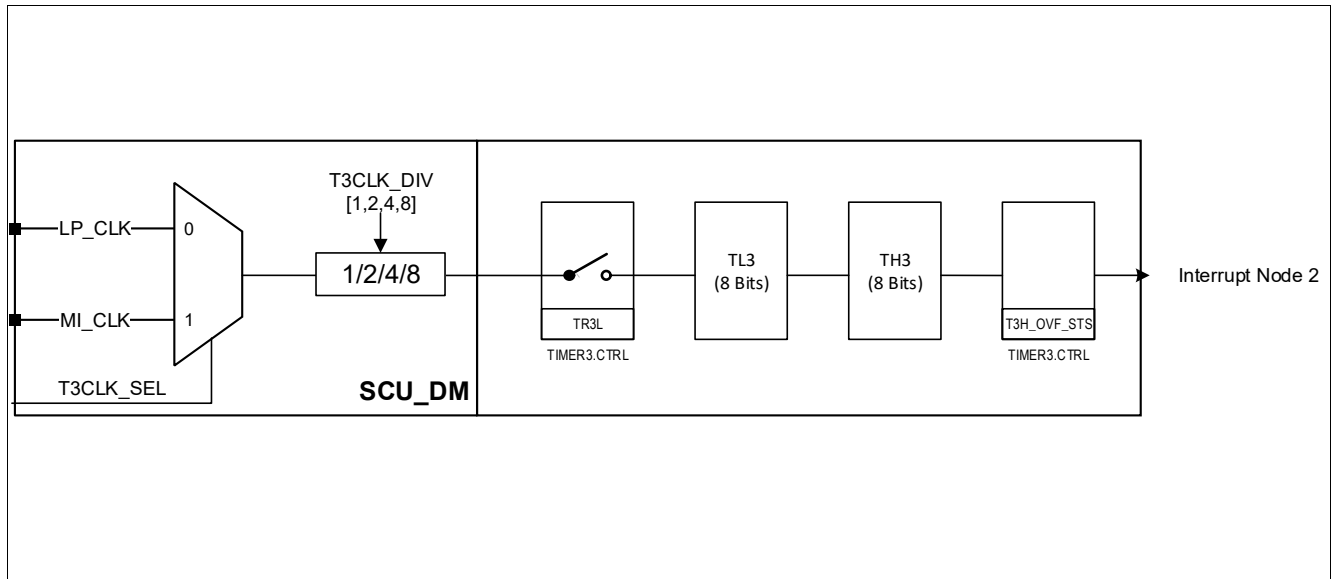 T3CLK_DIV
[1,2,4,8]
LP_CLK
0
1/2/4/8
TL3
(8 Bits)
TH3
(8 Bits)
Interrupt Node 2
MI_CLK
1
TR3L
T3H_OVF_STS
TIMER3.CTRL
TIMER3.CTRL
T3CLK_SEL
SCU_DM